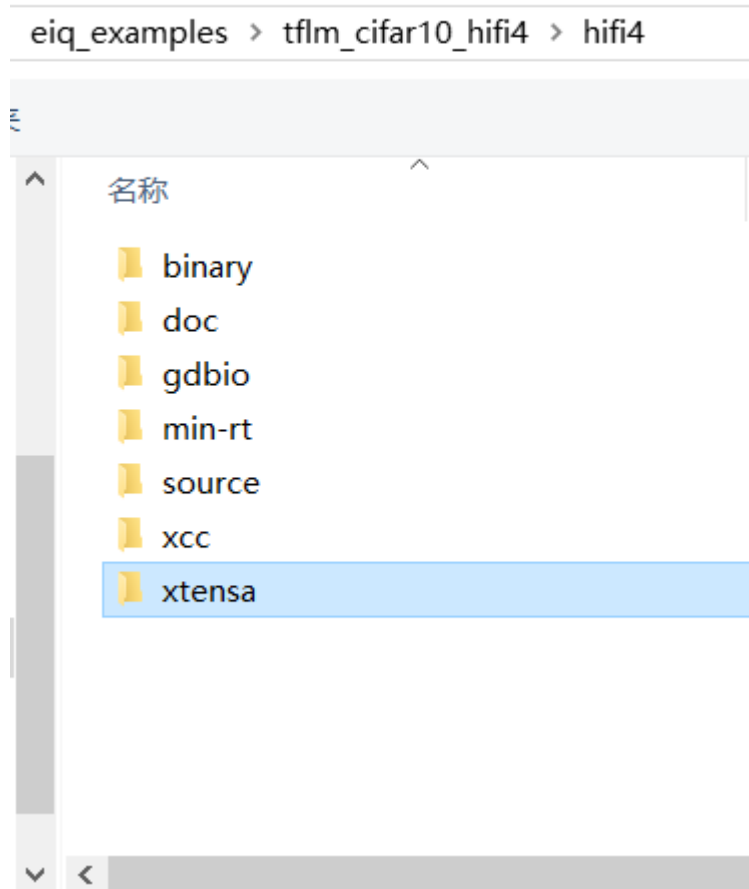 eiq_examples > tflm_cifar10_hifi4 > hifi4
名称
binary
doc
gdbio
min-rt
source
xcc
xtensa